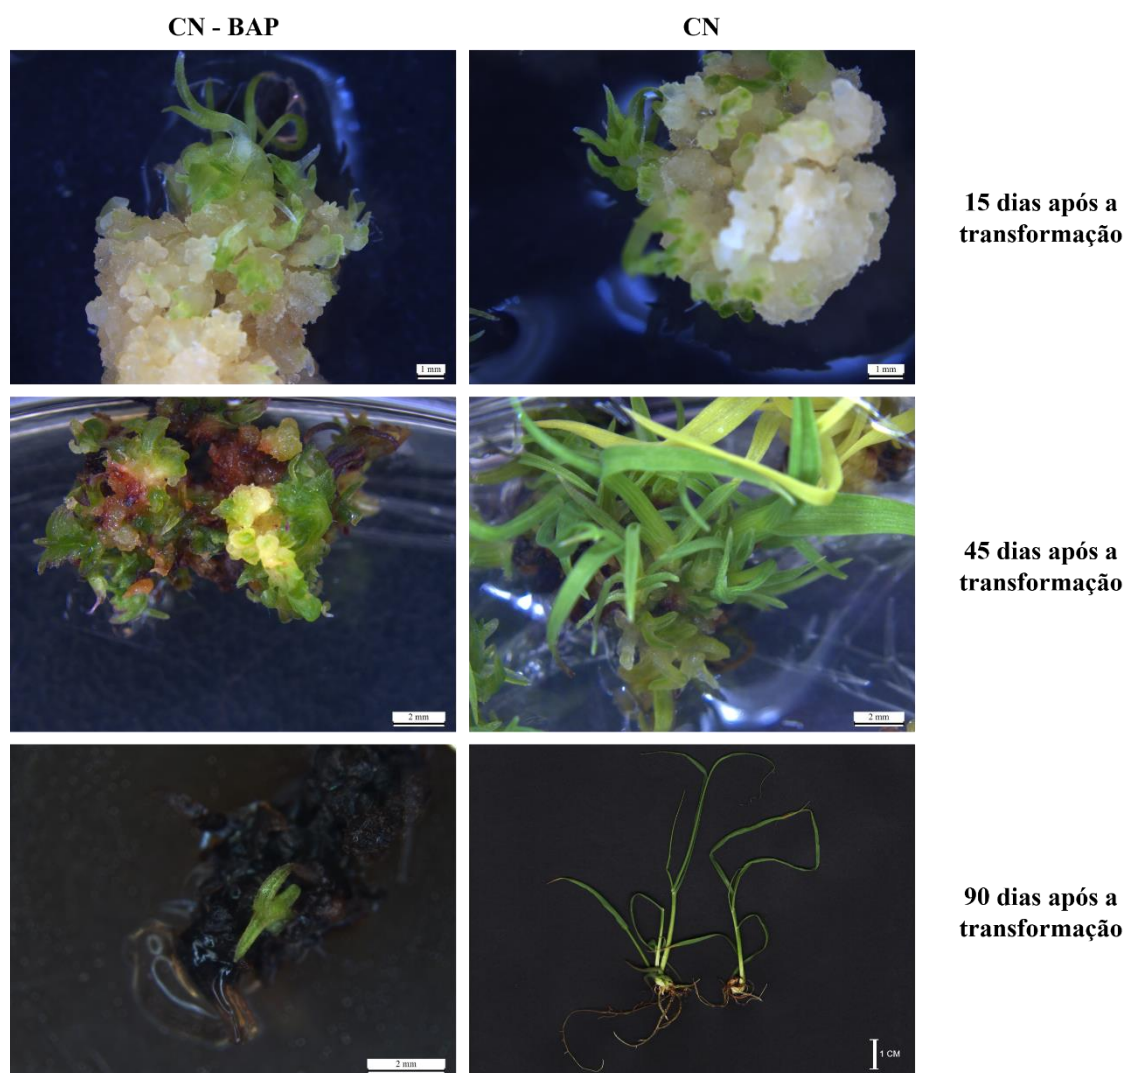 CN - BAP
CN
1 mm
1 mm
15 dias após a
transformação
2 mm
2 mm
45 dias após a
transformação
2 mm
1 CM
90 dias após a
transformação